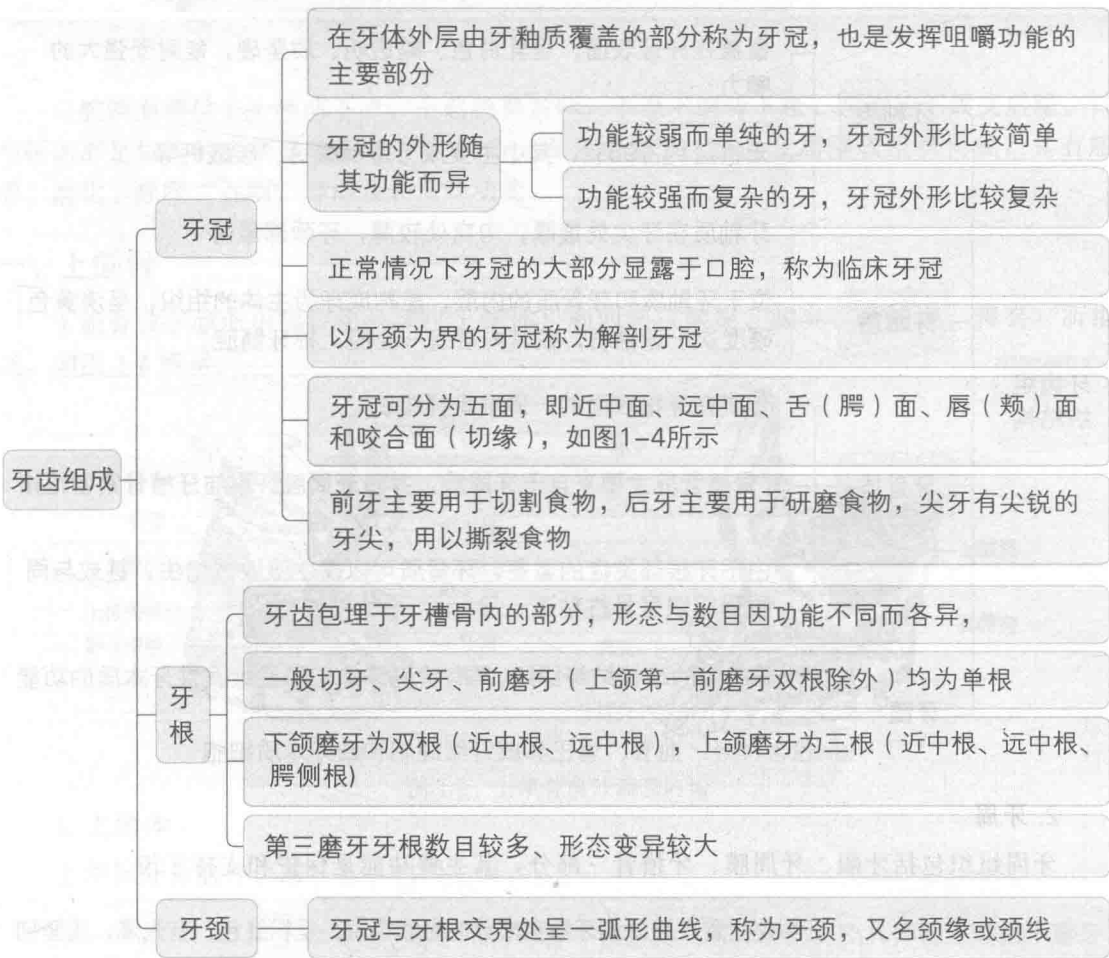 牙齿组成
牙冠
在牙体外层由牙釉质覆盖的部分称为牙冠，也是发挥咀嚼功能的
主要部分
牙冠的外形随
其功能而异
功能较弱而单纯的牙，牙冠外形比较简单
功能较强而复杂的牙，牙冠外形比较复杂
正常情况下牙冠的大部分显露于口腔，称为临床牙冠
以牙颈为界的牙冠称为解剖牙冠
牙冠可分为五面，即近中面、远中面、舌（腭）面、唇（颊）面
和咬合面（切缘），如图1-4所示
前牙主要用于切割食物，后牙主要用于研磨食物，尖牙有尖锐的
牙尖，用以撕裂食物
牙
根
牙齿包埋于牙槽骨内的部分，形态与数目因功能不同而各异，
一般切牙、尖牙、前磨牙（上颌第一前磨牙双根除外）均为单根
下颌磨牙为双根（近中根、远中根），上颌磨牙为三根（近中根、远中根、
腭侧根)
第三磨牙牙根数目较多、形态变异较大
牙颈
牙冠与牙根交界处呈一弧形曲线，称为牙颈，又名颈缘或颈线